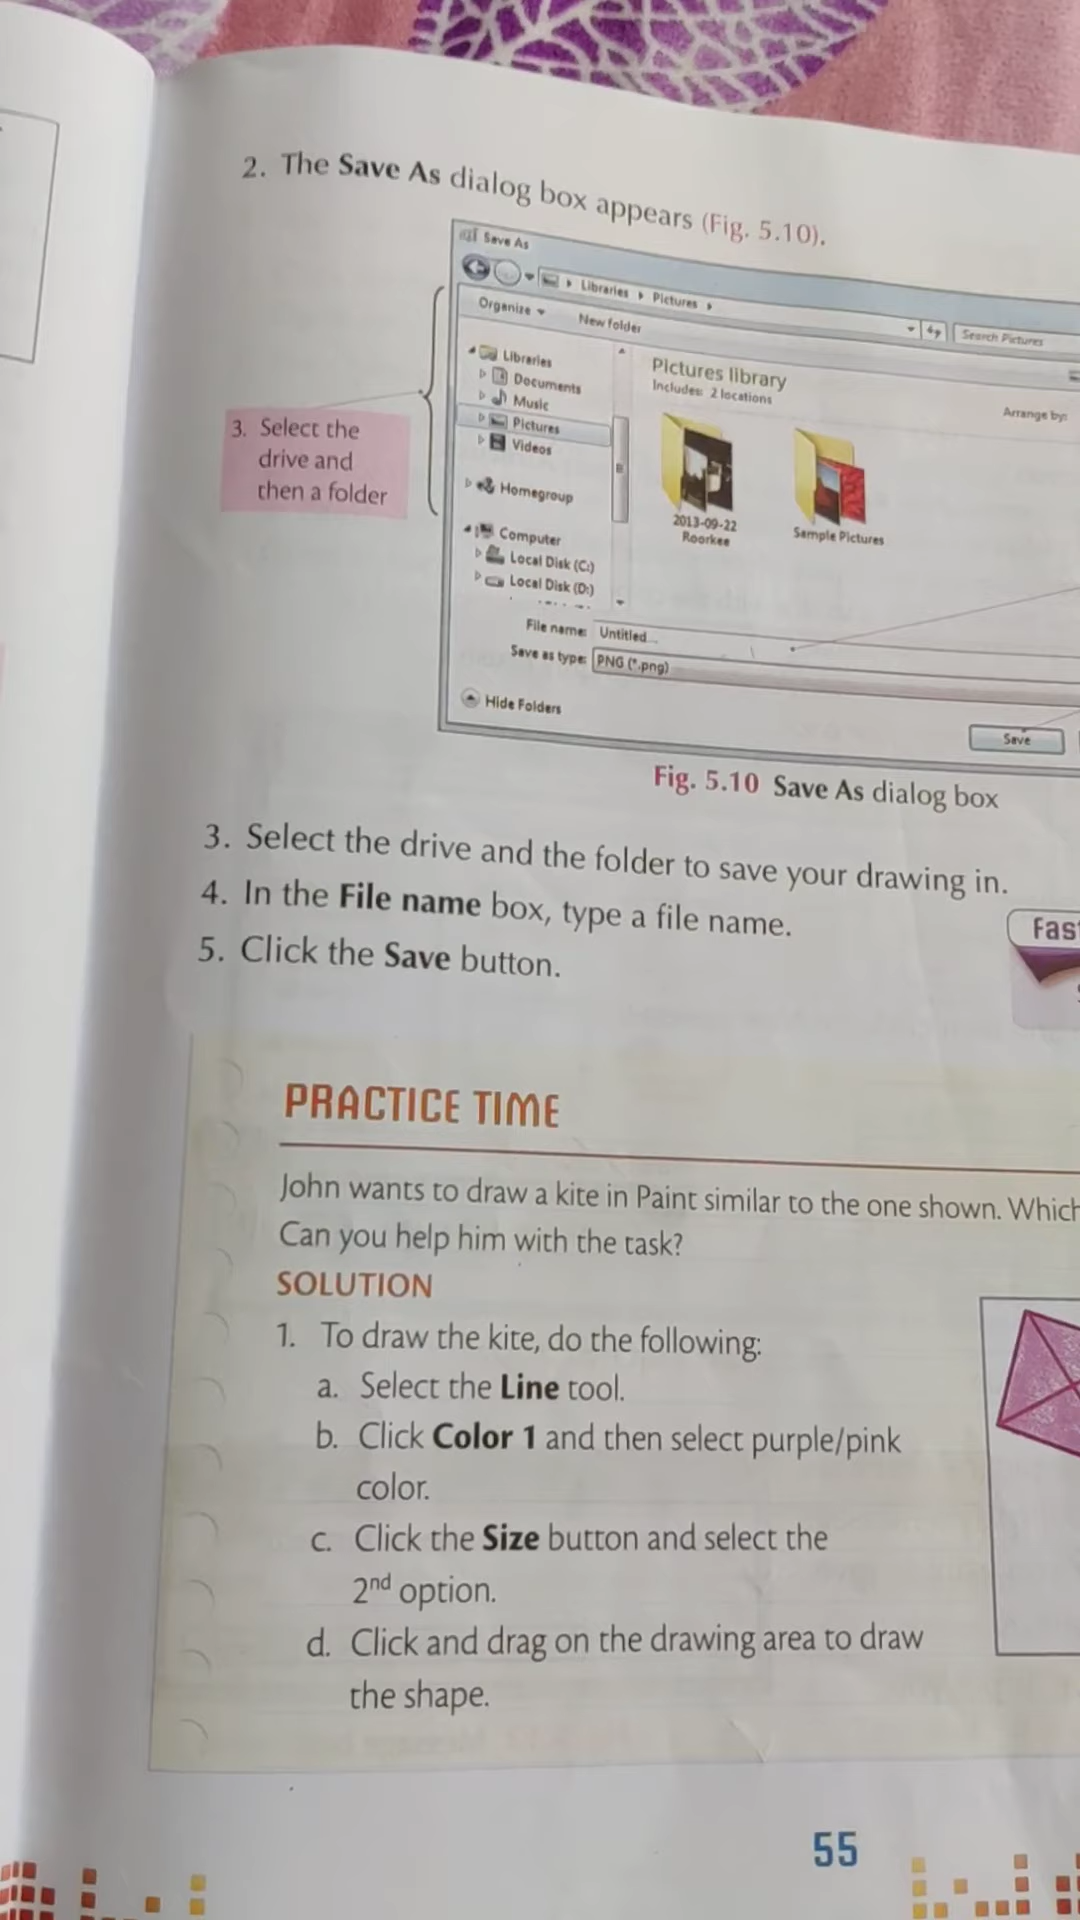 2. The Save As dialog box appears (Fig. 5.10).
Save As
Libraries Pictures
Search Pictures
Organize New folder
Libraries
Documents
Music
Pictures
Videos
Homegroup
Computer
Local Disk (C:)
Local Disk (D:)
Pictures library
Includes: 2 locations
Arrange by:
2013-09-22
Roorkee
Sample Pictures
3. Select the
drive and
then a folder
File name: Untitled
Save as type: PNG (*.png)
Hide Folders
Save
Fig. 5.10 Save As dialog box
3. Select the drive and the folder to save your drawing in.
4. In the File name box, type a file name.
5. Click the Save button.
PRACTICE TIME
John wants to draw a kite in Paint similar to the one shown. Which
Can you help him with the task?
SOLUTION
1. To draw the kite, do the following:
a. Select the Line tool.
b. Click Color 1 and then select purple/pink
color.
c. Click the Size button and select the
2nd option.
d. Click and drag on the drawing area to draw
the shape.
55